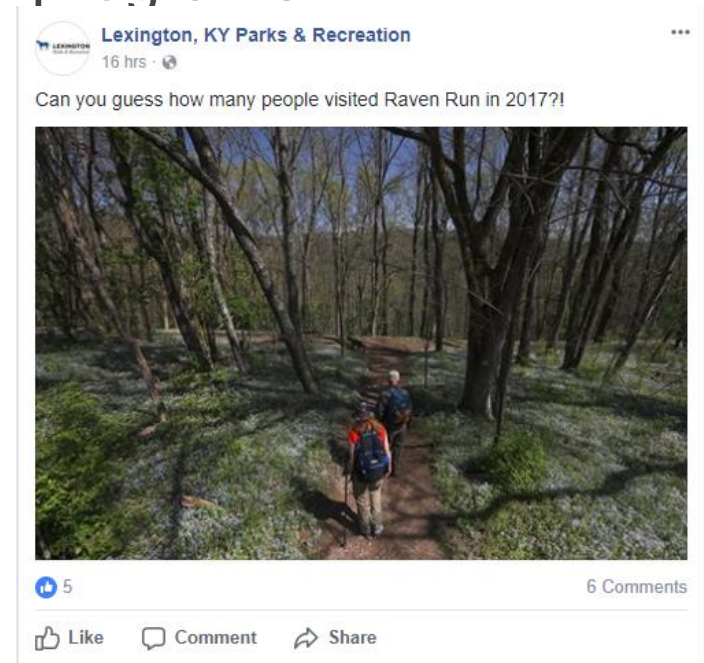 LEXINGTON
Lexington, KY Parks & Recreation
16 hrs ·
Can you guess how many people visited Raven Run in 2017?!
5
6 Comments
Like
Comment
Share